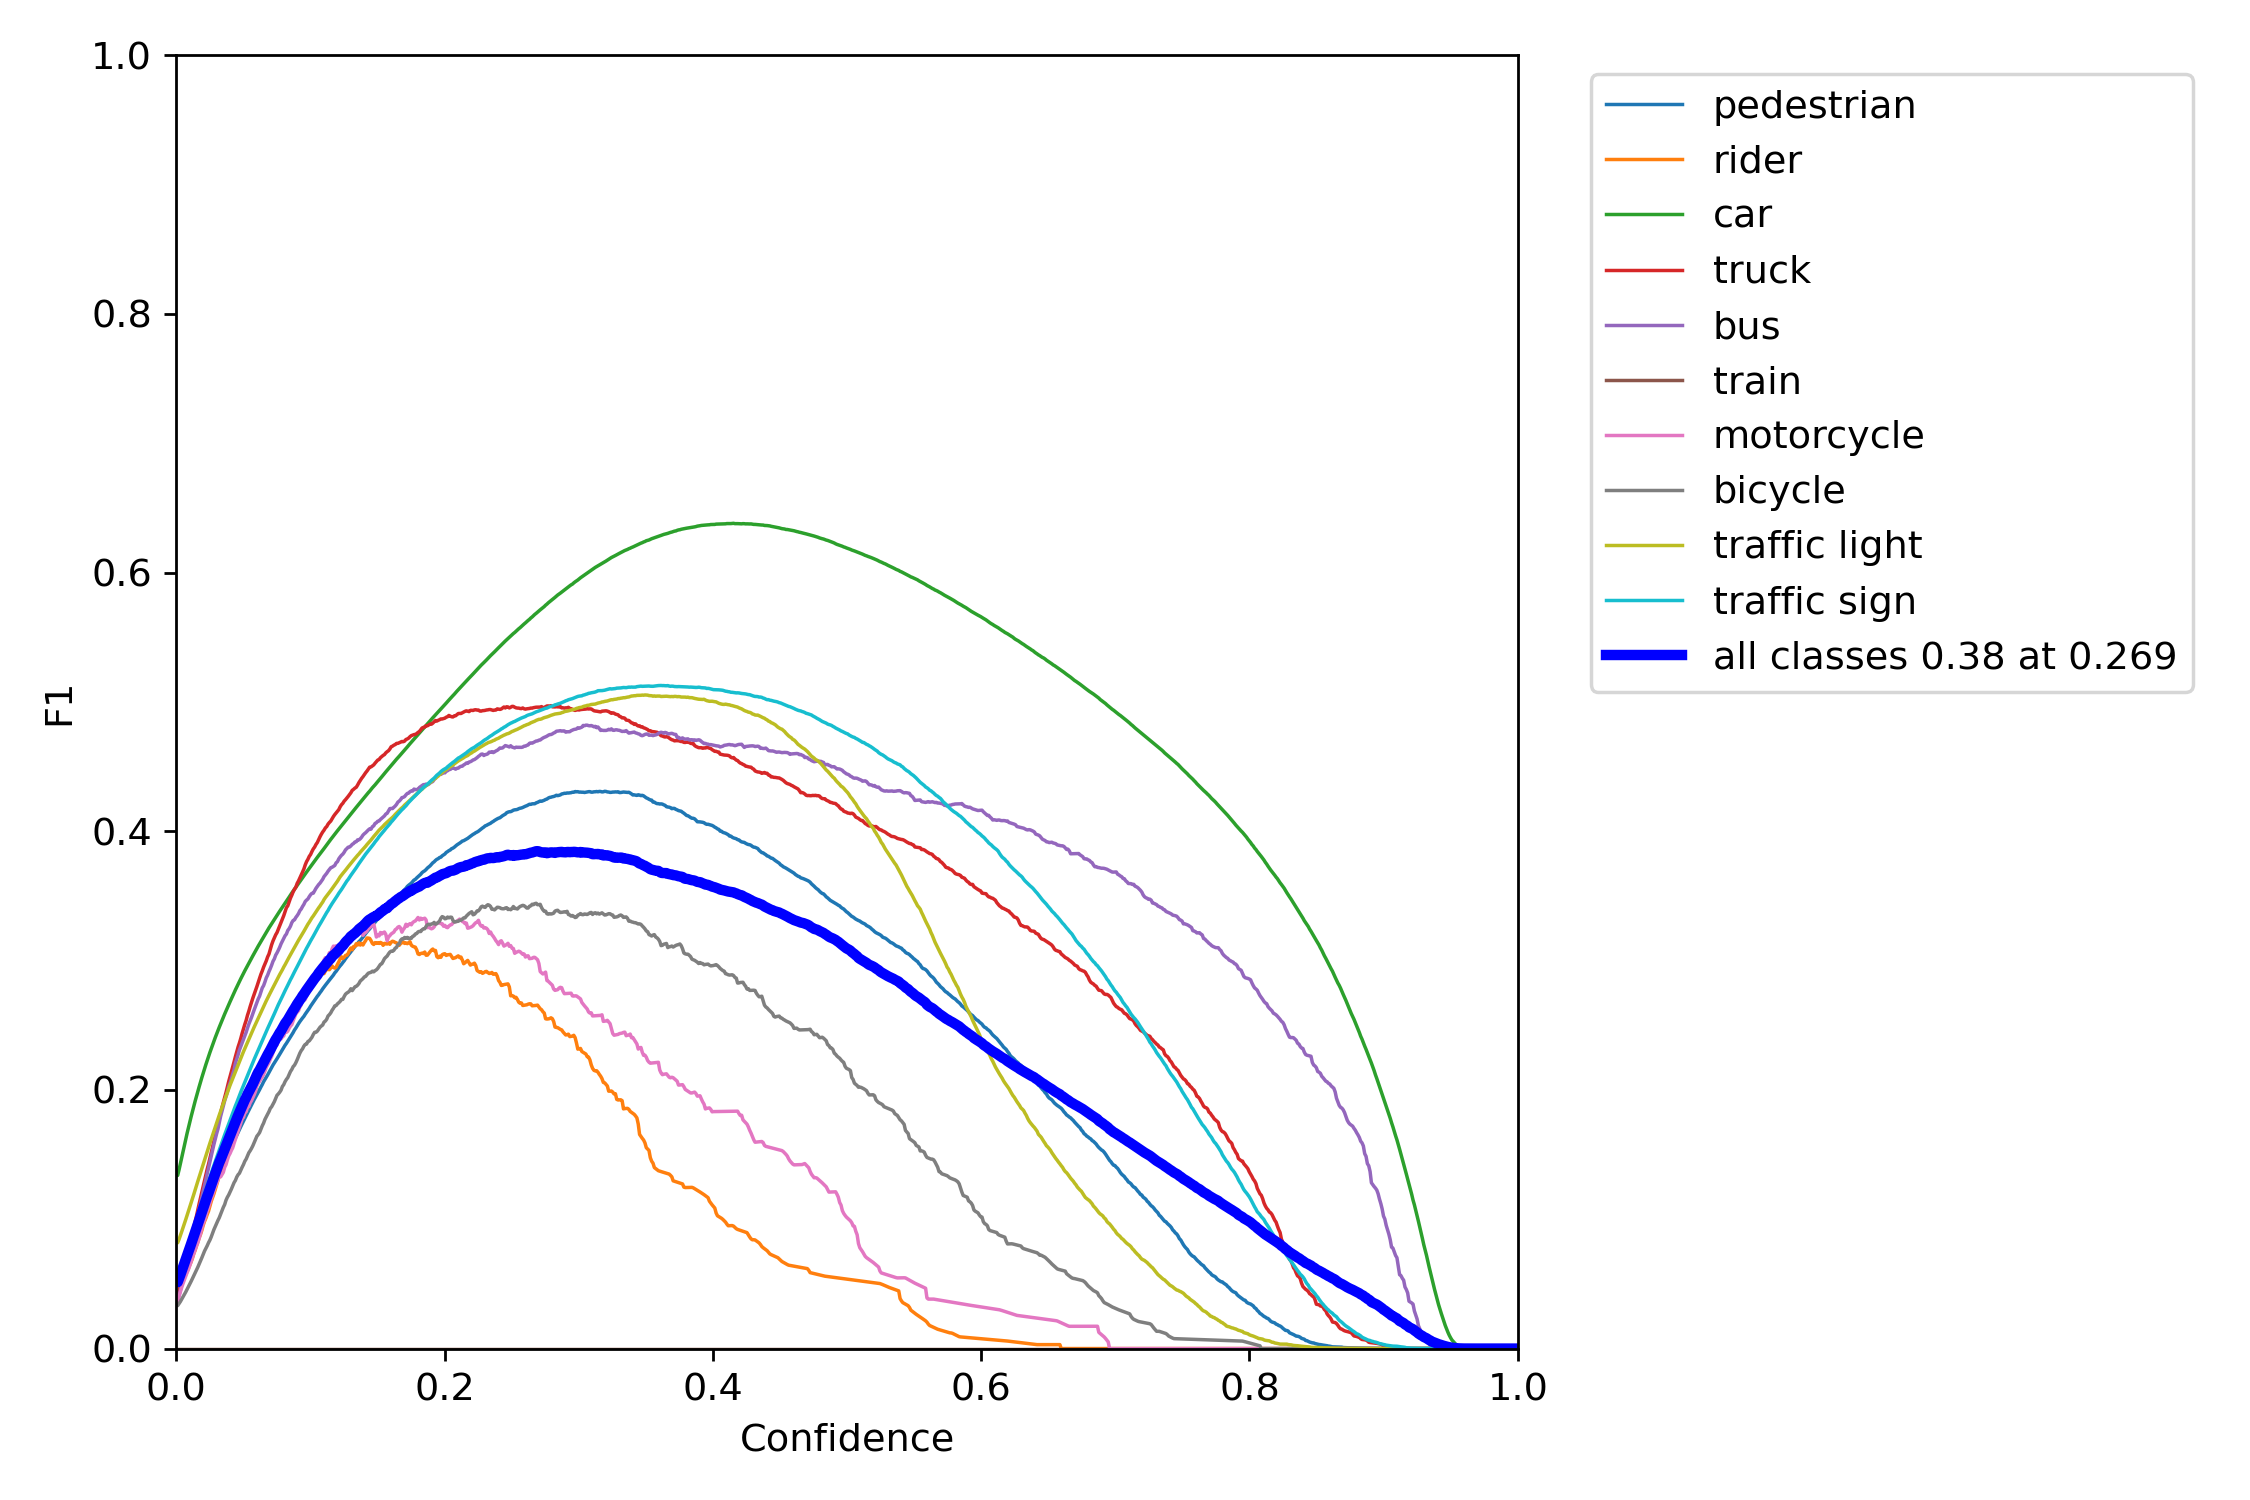 1.0
0.8
0.6
0.4
0.2
0.0
F1
0.0 0.2 0.4 0.6 0.8 1.0
Confidence
pedestrian
rider
car
truck
bus
train
motorcycle
bicycle
traffic light
traffic sign
all classes 0.38 at 0.269